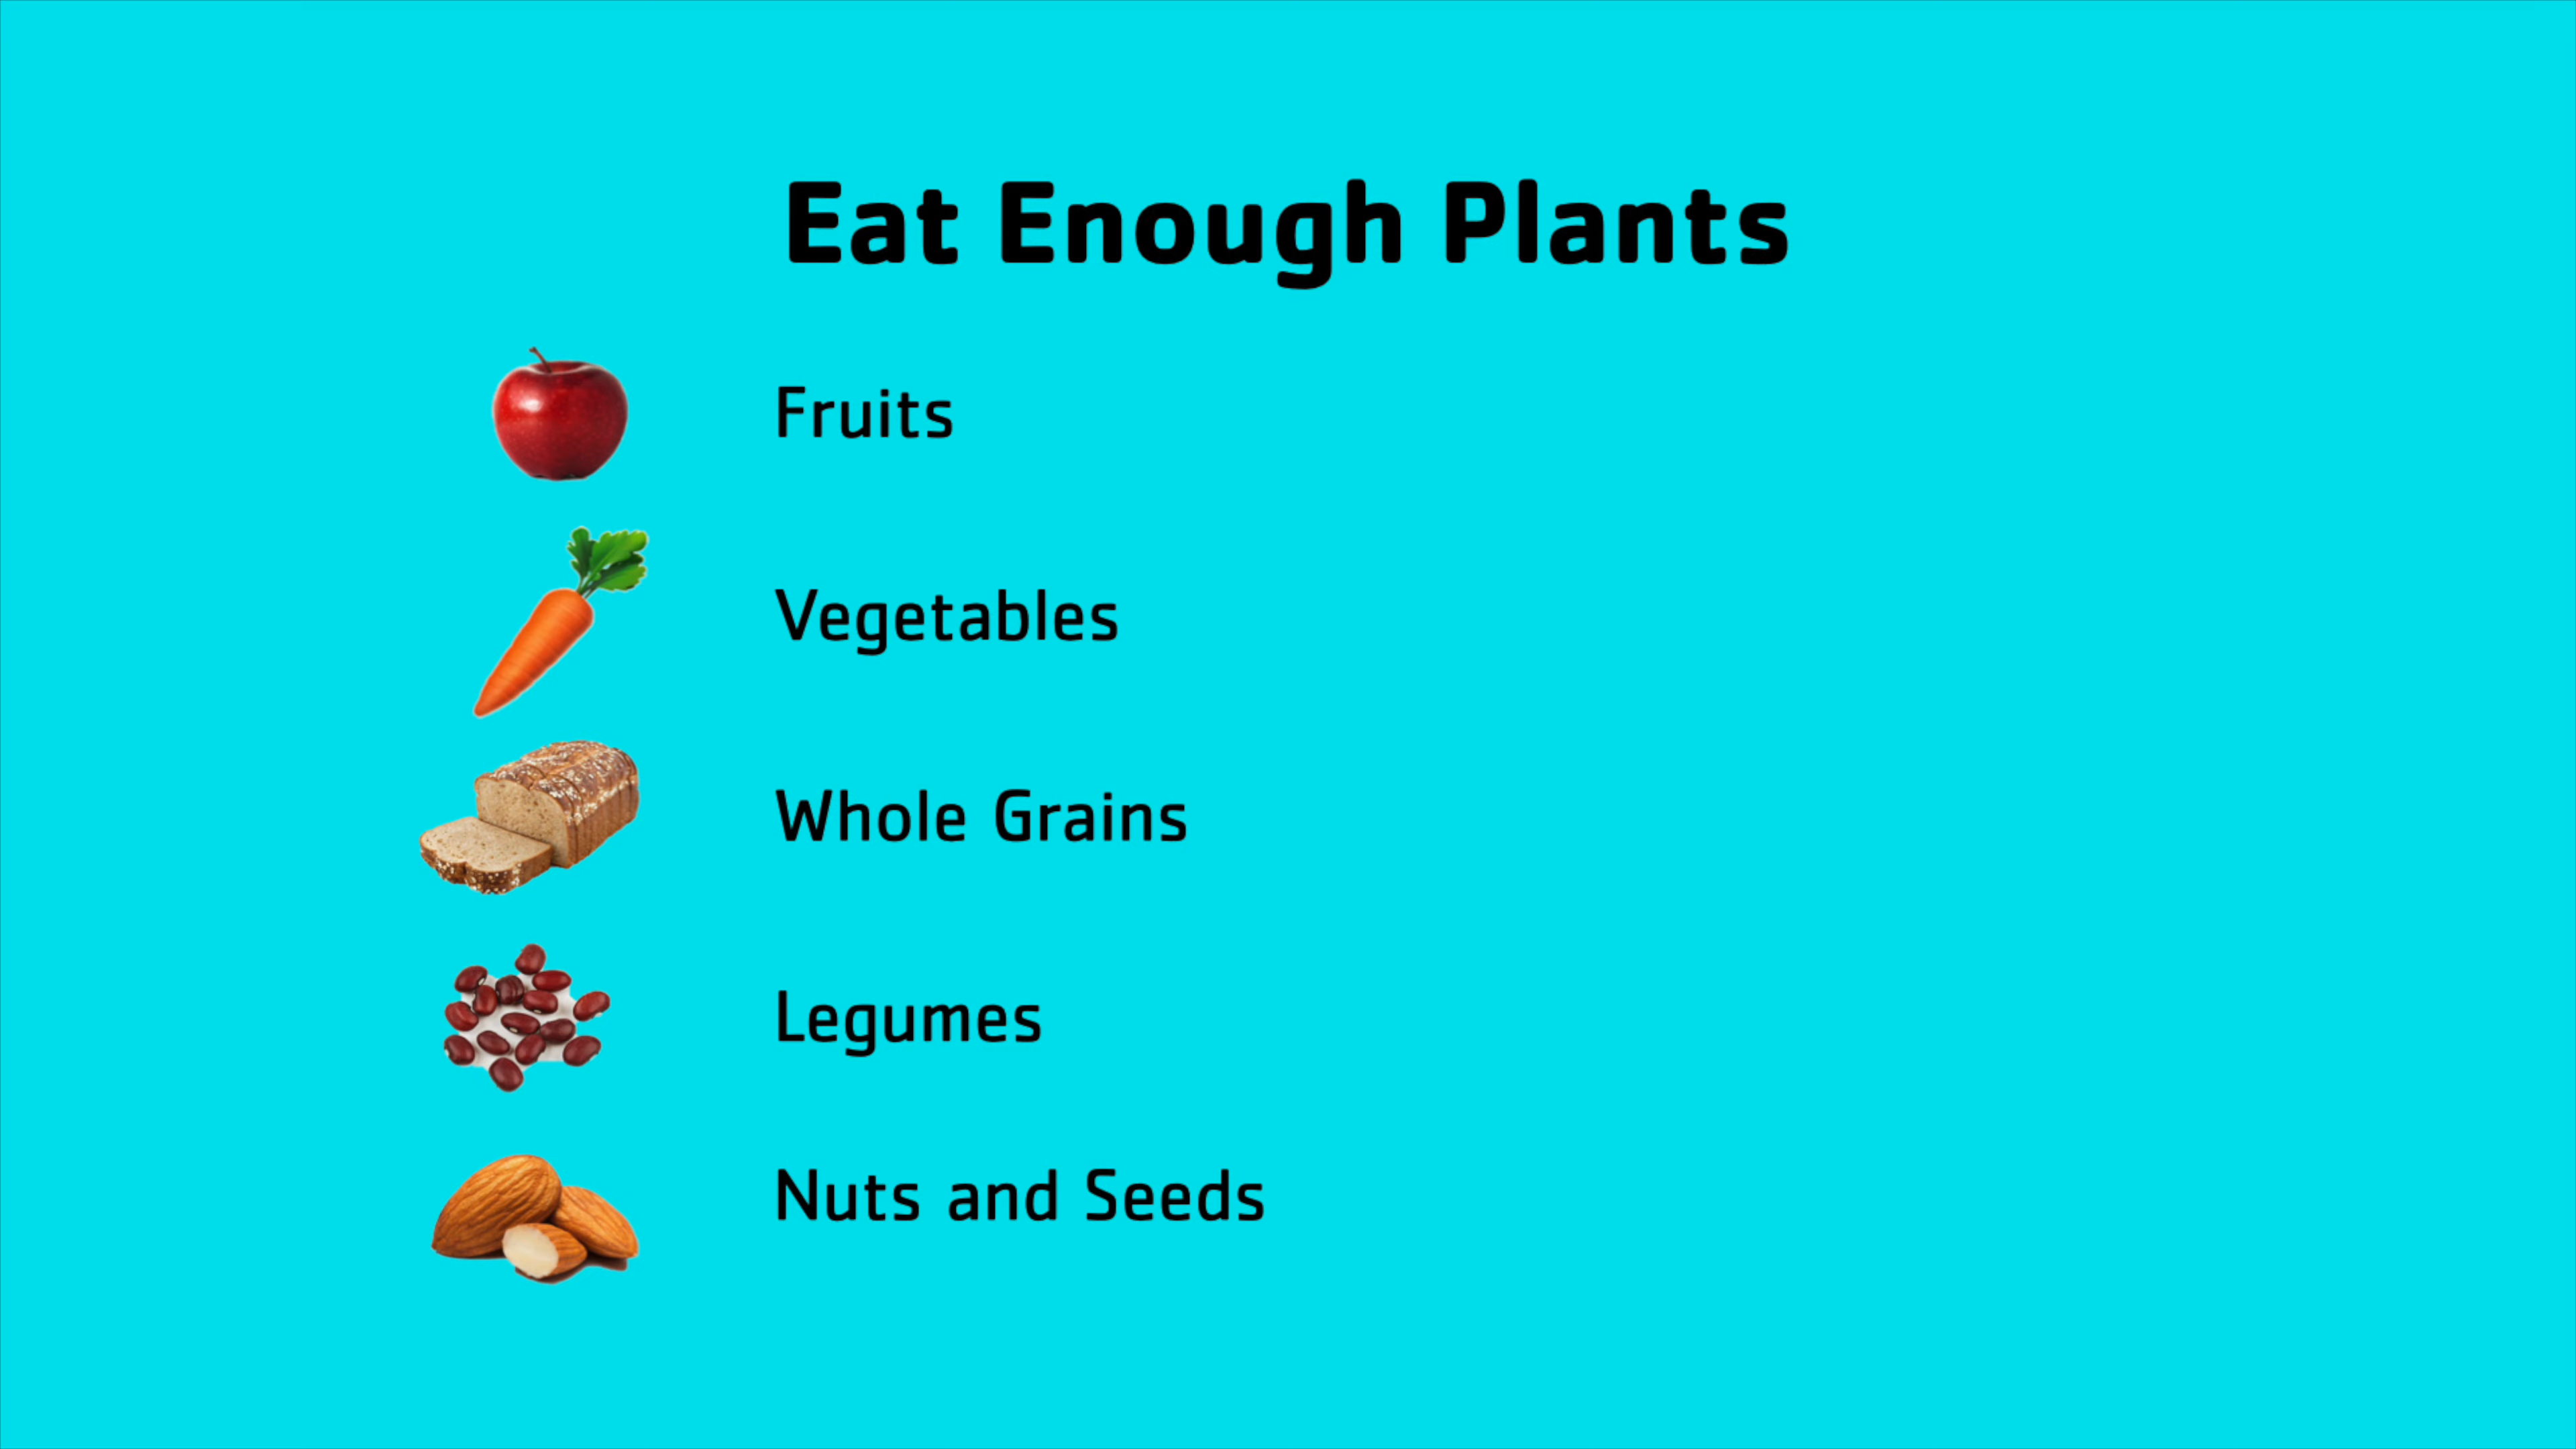 Eat Enough Plants
Fruits
Vegetables
Whole Grains
Legumes
Nuts and Seeds